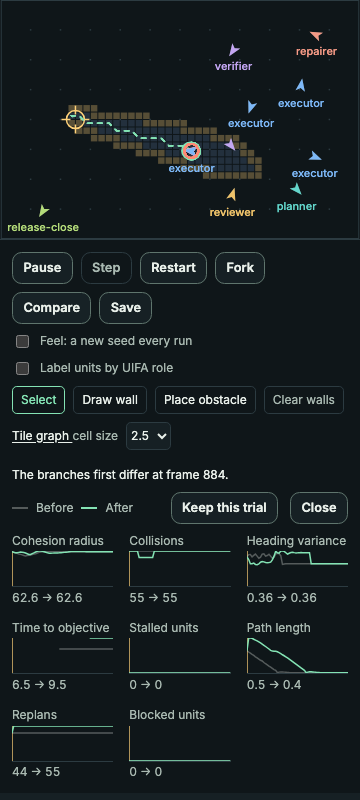 repairer
verifier
executor
executor
executor
executor
planner
reviewer
release-close
Pause Step Restart Fork
Compare Save
Feel: a new seed every run
Label units by UIFA role
Select Draw wall Place obstacle Clear walls
Tile graph cell size 2.5
The branches first differ at frame 884.
Before After Keep this trial Close
Cohesion radius Collisions Heading variance
62.6 → 62.6 55 → 55 0.36 → 0.36
Time to objective Stalled units Path length
6.5 → 9.5 0 → 0 0.5 → 0.4
Replans Blocked units
44 → 55 0 → 0